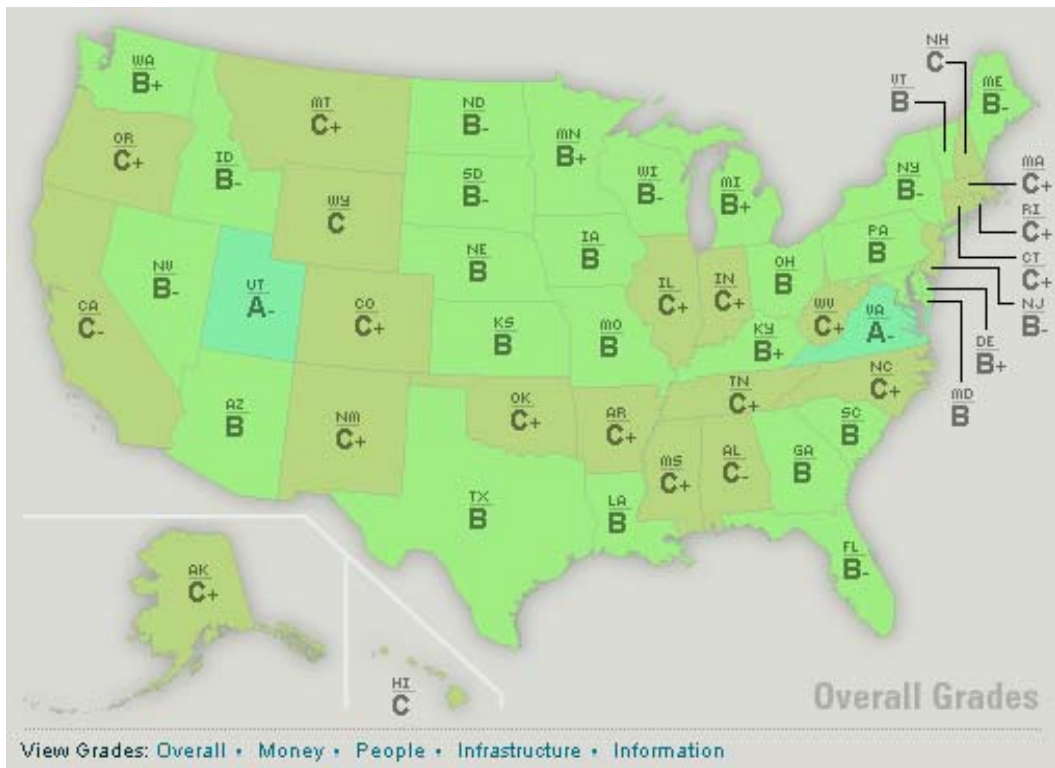 NH
C
WA
B+
VT
B
ME
B-
MT
C+
ND
B-
MN
B+
OR
C+
ID
B-
SD
B-
WI
B-
MI
B+
NY
B-
MA
C+
WY
C
RI
C+
NE
B
IA
B
PA
B
CT
C+
NV
B-
UT
A-
CO
C+
IL
C+
IN
C+
OH
B
WV
C+
VA
A-
NJ
B-
CA
C-
KS
B
MO
B
KY
B+
DE
B+
NC
C+
TN
C+
MD
B
AZ
B
NM
C+
OK
C+
AR
C+
SC
B
MS
C+
AL
C-
GA
B
TX
B
LA
B
FL
B-
AK
C+
HI
C
Overall Grades
View Grades: Overall • Money • People • Infrastructure • Information